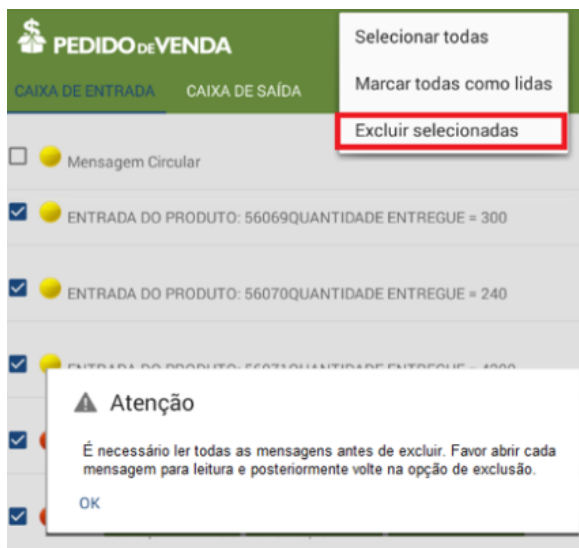 PEDIDO DE VENDA
Selecionar todas
Marcar todas como lidas
Excluir selecionadas
CAIXA DE ENTRADA
CAIXA DE SAÍDA
Mensagem Circular
ENTRADA DO PRODUTO: 56069QUANTIDADE ENTREGUE = 300
ENTRADA DO PRODUTO: 56070QUANTIDADE ENTREGUE = 240
Atenção
É necessário ler todas as mensagens antes de excluir. Favor abrir cada
mensagem para leitura e posteriormente volte na opção de exclusão.
OK